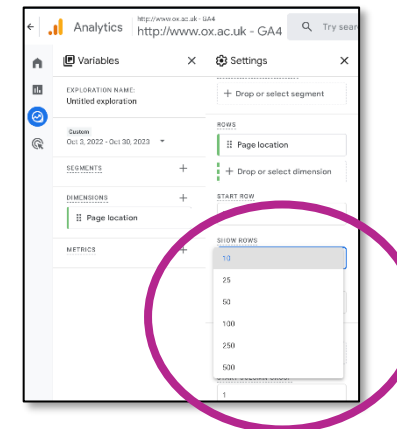 Analytics
http://www.ox.ac.uk - GA4
http://www.ox.ac.uk - GA4
Try sear
Variables
Settings
EXPLORATION NAME:
Untitled exploration
Drop or select segment
Custom
Oct 3, 2022 - Oct 30, 2023
ROWS
Page location
SEGMENTS
Drop or select dimension
DIMENSIONS
START ROW
Page location
METRICS
SHOW ROWS
10
25
50
100
250
500
1